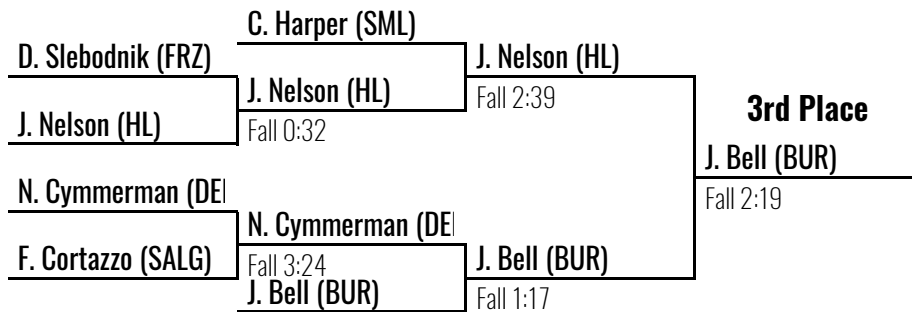 C. Harper (SML)
D. Slebodnik (FRZ)
J. Nelson (HL)
J. Nelson (HL)
Fall 2:39
J. Nelson (HL)
Fall 0:32
3rd Place
J. Bell (BUR)
Fall 2:19
N. Cymmerman (DE
N. Cymmerman (DE
Fall 3:24
F. Cortazzo (SALG)
J. Bell (BUR)
J. Bell (BUR)
Fall 1:17